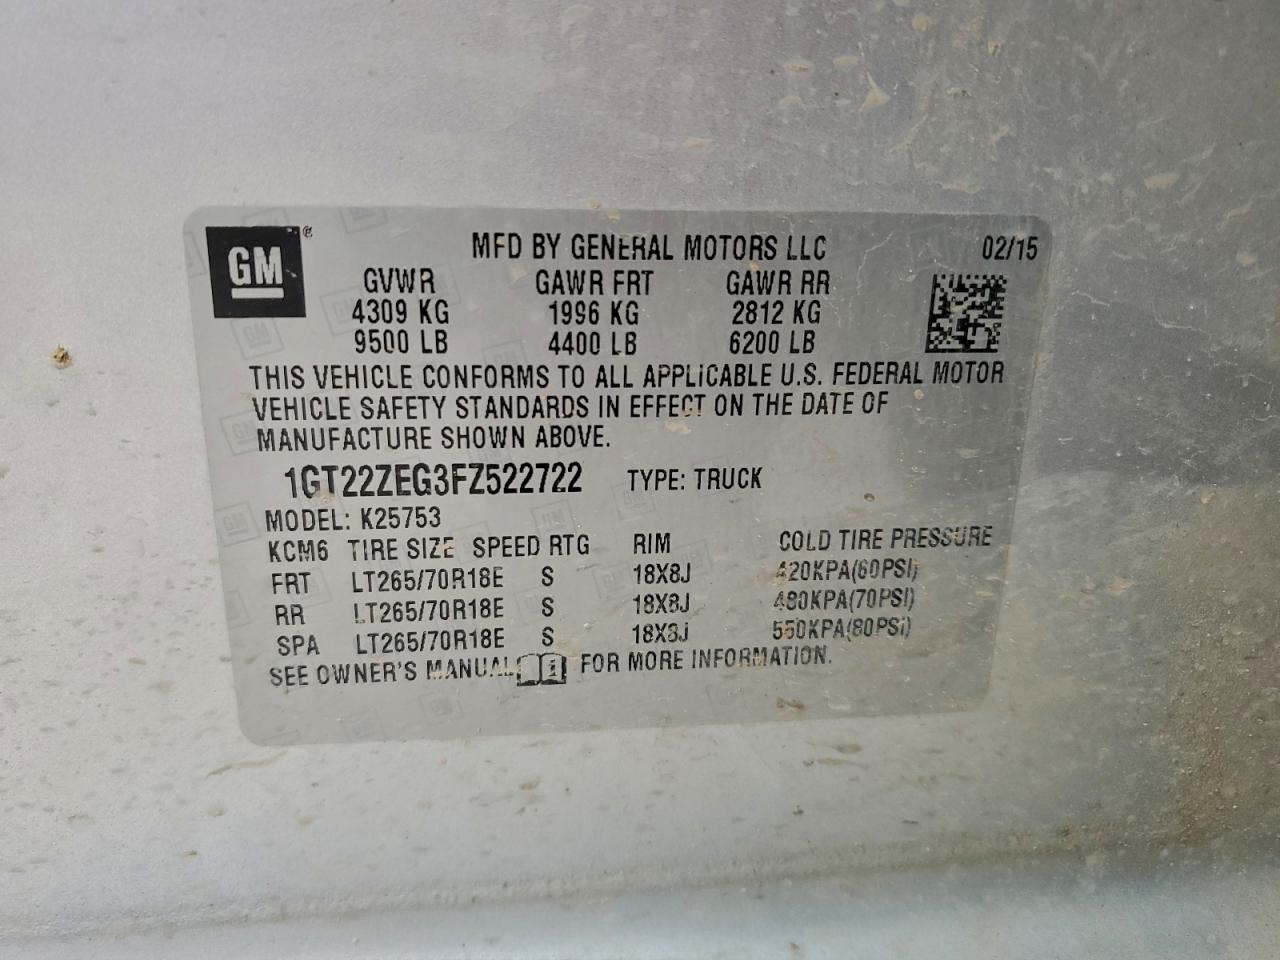 GM® MFD BY GENERAL MOTORS LLC 02/15
GVWR GAWR FRT GAWR RR
4309 KG 1996 KG 2812 KG
9500 LB 4400 LB 6200 LB
THIS VEHICLE CONFORMS TO ALL APPLICABLE U.S. FEDERAL MOTOR
VEHICLE SAFETY STANDARDS IN EFFECT ON THE DATE OF
MANUFACTURE SHOWN ABOVE.
1GT22ZEG3FZ522722 TYPE: TRUCK
MODEL: K25753
KCM6 TIRE SIZE SPEED RTG RIM COLD TIRE PRESSURE
FRT LT265/70R18E S 18X8J 420KPA(60PSI)
RR LT265/70R18E S 18X8J 480KPA(70PSI)
SPA LT265/70R18E S 18X8J 550KPA(80PSI)
SEE OWNER'S MANUAL FOR MORE INFORMATION.